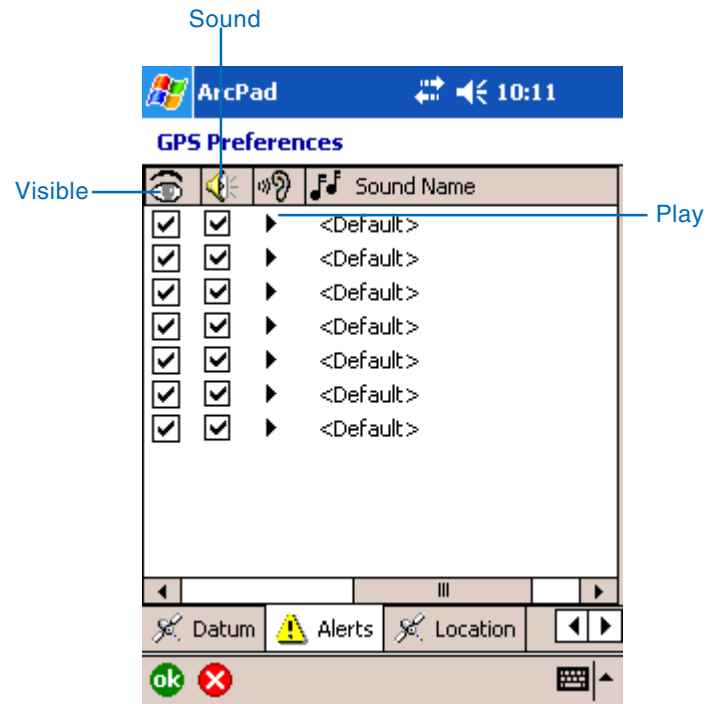 Sound
ArcPad 10:11
GPS Preferences
Visible
Sound Name
Play
<Default>
<Default>
<Default>
<Default>
<Default>
<Default>
<Default>
Datum Alerts Location
ok